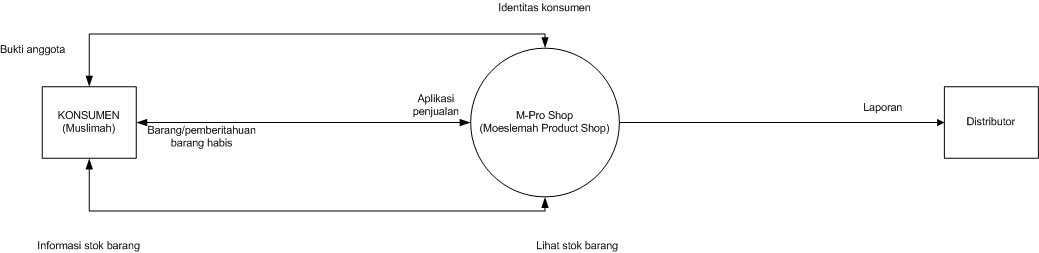 Identitas konsumen
Bukti anggota
KONSUMEN
(Muslimah)
Barang/pemberitahuan
barang habis
Aplikasi
penjualan
M-Pro Shop
(Moeslemah Product Shop)
Laporan
Distributor
Informasi stok barang
Lihat stok barang